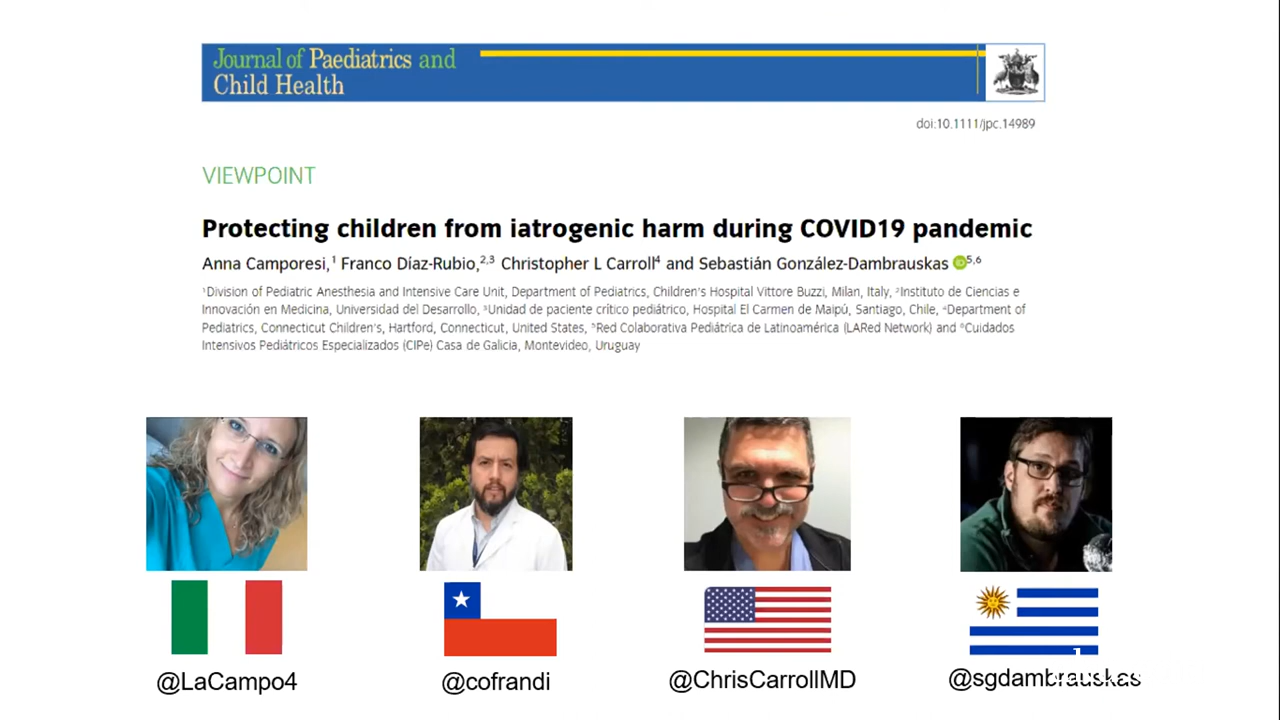 Journal of Paediatrics and
Child Health
doi:10.1111/jpc.14989
VIEWPOINT
Protecting children from iatrogenic harm during COVID19 pandemic
Anna Camporesi,¹ Franco Díaz-Rubio,²,³ Christopher L Carroll⁴ and Sebastián González-Dambrauskas iD ⁵,⁶
¹Division of Pediatric Anesthesia and Intensive Care Unit, Department of Pediatrics, Children's Hospital Vittore Buzzi, Milan, Italy, ²Instituto de Ciencias e
Innovación en Medicina, Universidad del Desarrollo, ³Unidad de paciente crítico pediátrico, Hospital El Carmen de Maipú, Santiago, Chile, ⁴Department of
Pediatrics, Connecticut Children's, Hartford, Connecticut, United States, ⁵Red Colaborativa Pediátrica de Latinoamérica (LARed Network) and ⁶Cuidados
Intensivos Pediátricos Especializados (CIPe) Casa de Galicia, Montevideo, Uruguay
@LaCampo4
@cofrandi
@ChrisCarrollMD
@sgdambrauskas